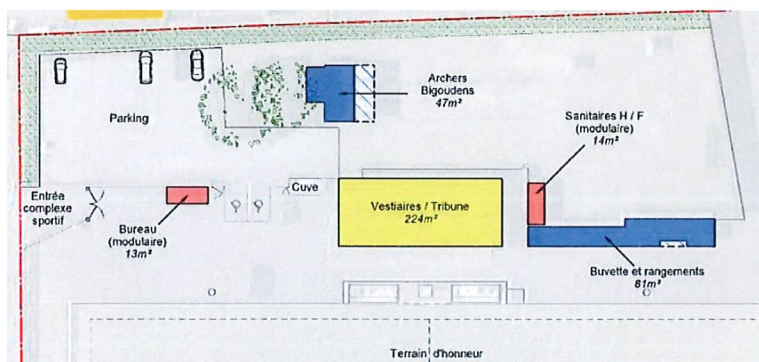 Archers
Bigoudens
47m²
Parking
Sanitaires H / F
(modulaire)
14m²
Entrée
complexe
sportif
Cuve
Vestiaires / Tribune
224m²
Bureau
(modulaire)
13m²
Buvette et rangements
81m²
Terrain d'honneur